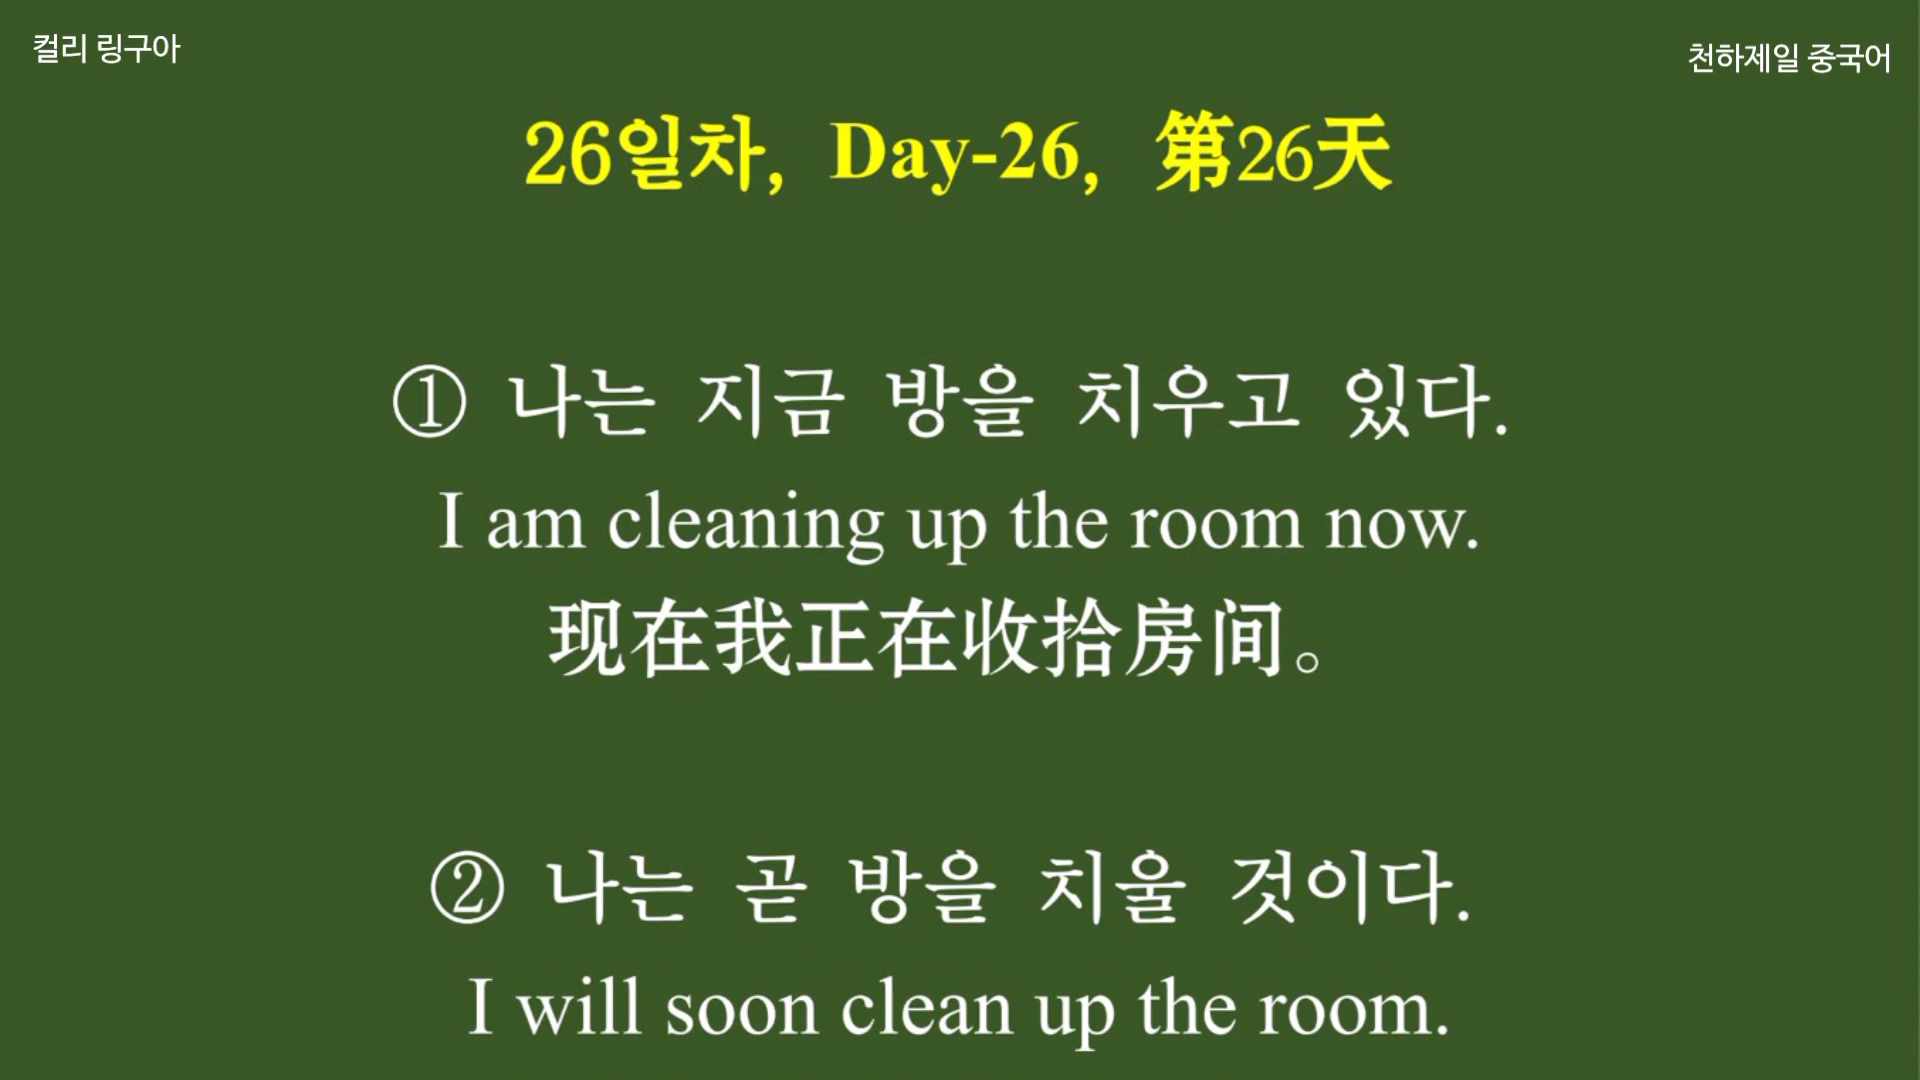 컬리 링구아
천하제일 중국어
26일차, Day-26, 第26天
① 나는 지금 방을 치우고 있다.
I am cleaning up the room now.
现在我正在收拾房间。
② 나는 곧 방을 치울 것이다.
I will soon clean up the room.